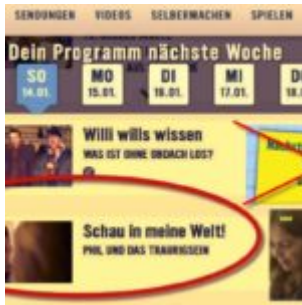 SENDUNGEN VIDEOS SELBERMACHEN SPIELEN
Dein Programm nächste Woche
SO MO DI MI
14.01. 15.01. 16.01. 17.01.
Willi wills wissen
WAS IST OHNE OBDACH LOS?
Schau in meine Welt!
PHIL UND DAS TRAURIGSEIN